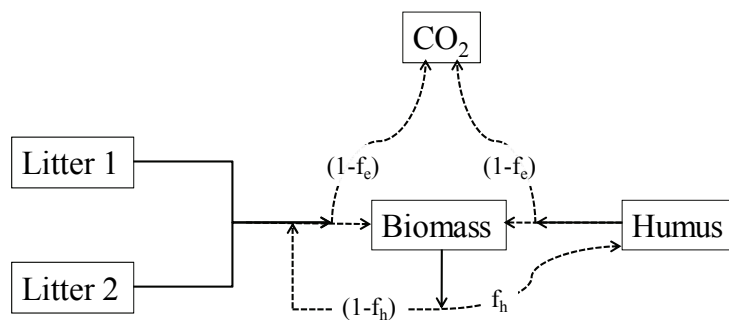 CO₂
Litter 1
(1-fₑ)
(1-fₑ)
Biomass
Humus
Litter 2
(1-fₕ)
fₕ